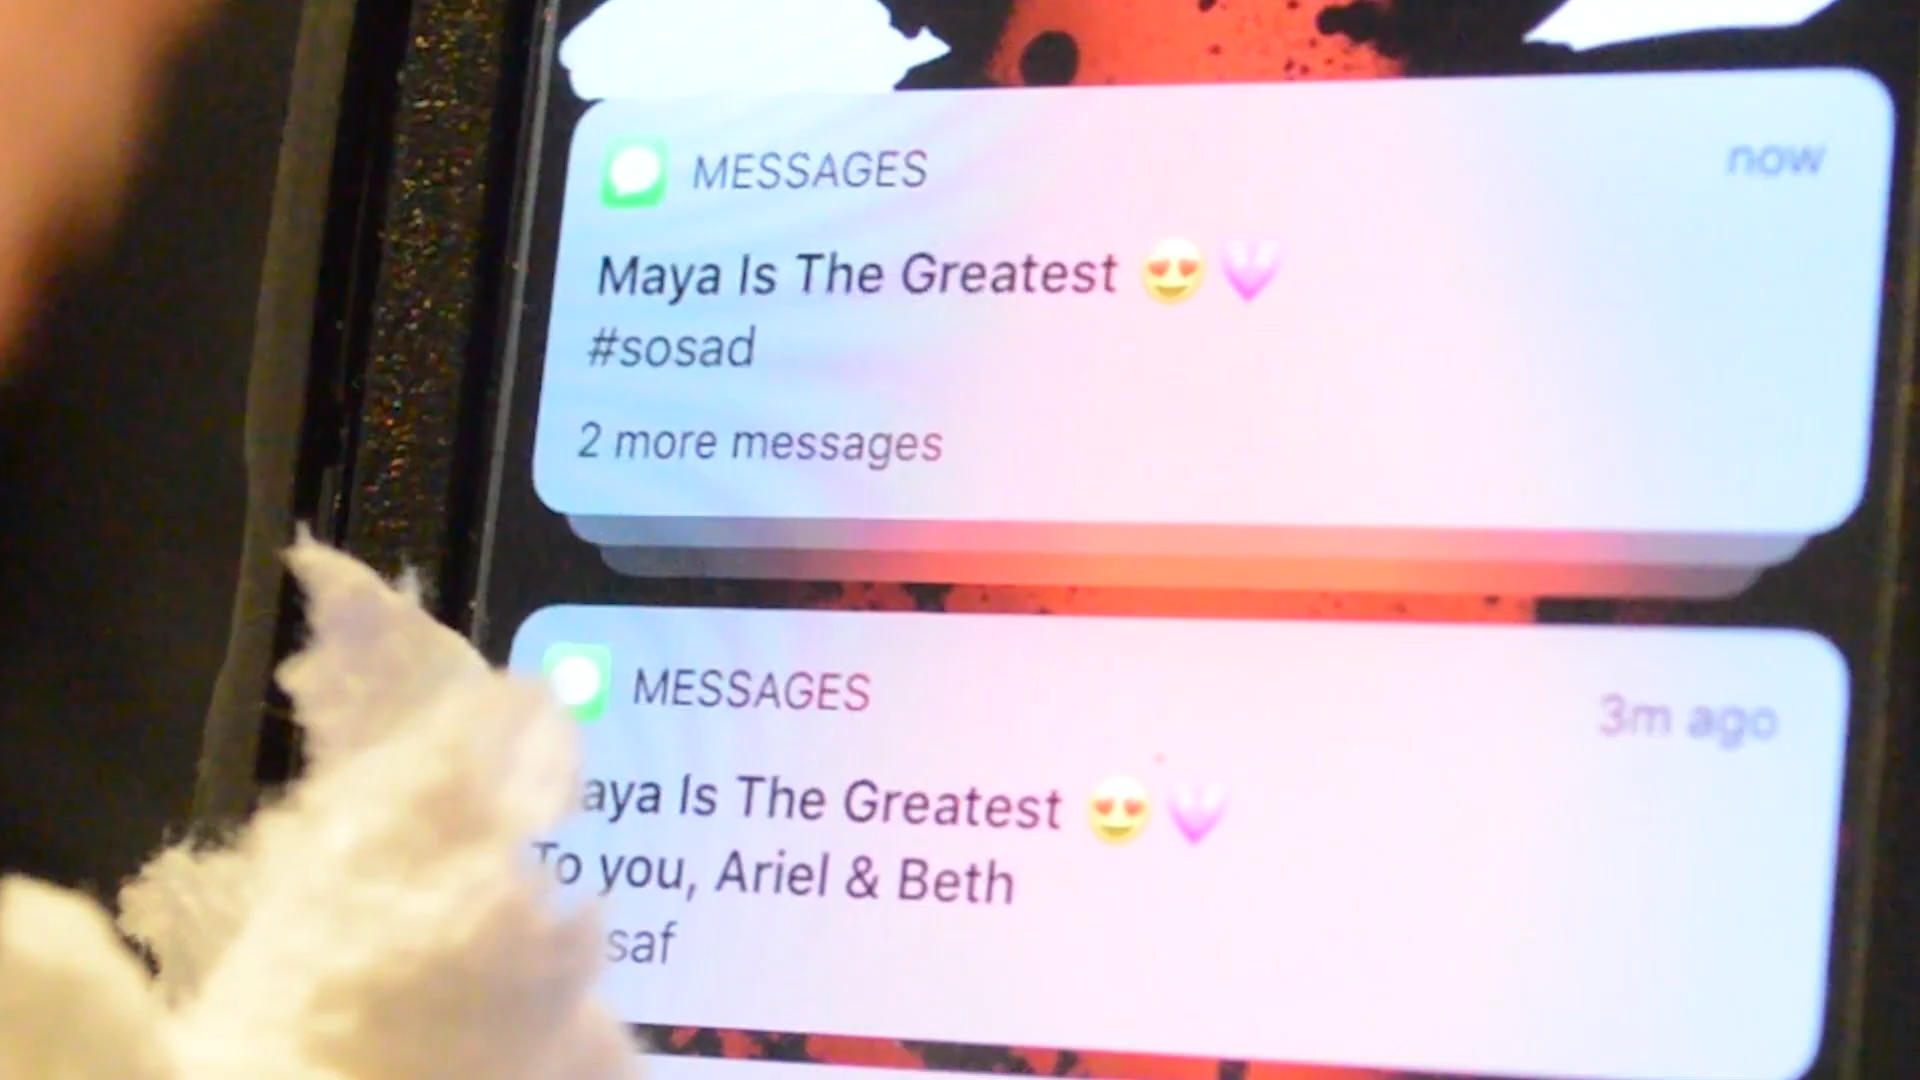 MESSAGES
now
Maya Is The Greatest 😍💗
#sosad
2 more messages
MESSAGES
3m ago
aya Is The Greatest 😍💗
To you, Ariel & Beth
saf